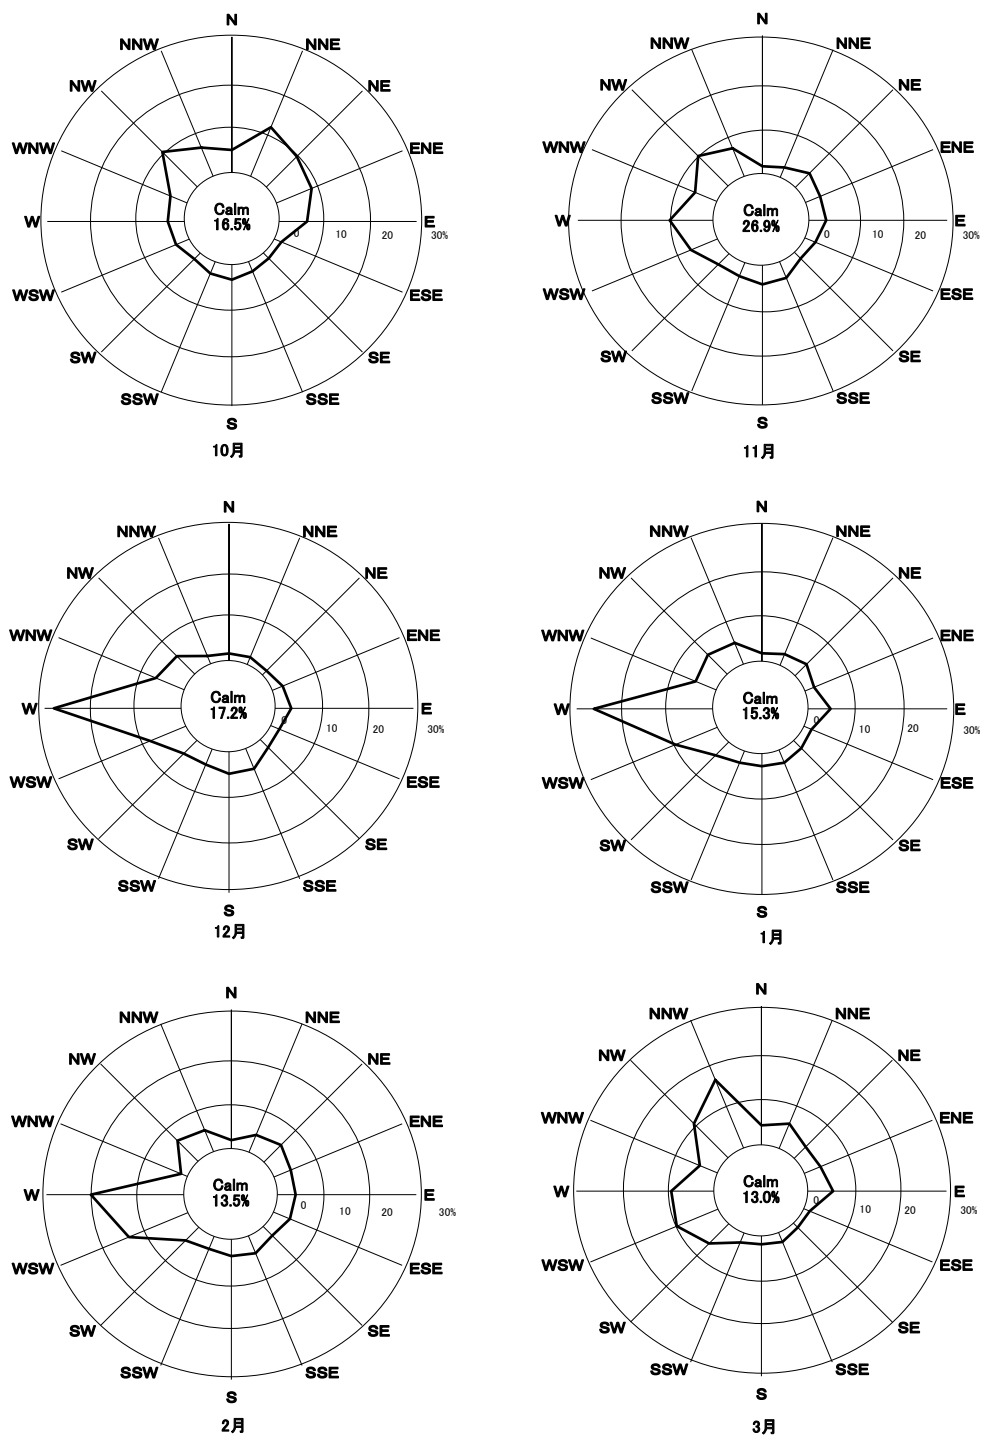 N
NNW
NNE
NW
NE
WNW
ENE
Calm
16.5%
W
E
0
10
20
30%
WSW
ESE
SW
SE
SSW
SSE
S
10月
N
NNW
NNE
NW
NE
WNW
ENE
Calm
26.9%
W
E
0
10
20
30%
WSW
ESE
SW
SE
SSW
SSE
S
11月
N
NNW
NNE
NW
NE
WNW
ENE
Calm
17.2%
W
E
0
10
20
30%
WSW
ESE
SW
SE
SSW
SSE
S
12月
N
NNW
NNE
NW
NE
WNW
ENE
Calm
15.3%
W
E
0
10
20
30%
WSW
ESE
SW
SE
SSW
SSE
S
1月
N
NNW
NNE
NW
NE
WNW
ENE
Calm
13.5%
W
E
0
10
20
30%
WSW
ESE
SW
SE
SSW
SSE
S
2月
N
NNW
NNE
NW
NE
WNW
ENE
Calm
13.0%
W
E
0
10
20
30%
WSW
ESE
SW
SE
SSW
SSE
S
3月